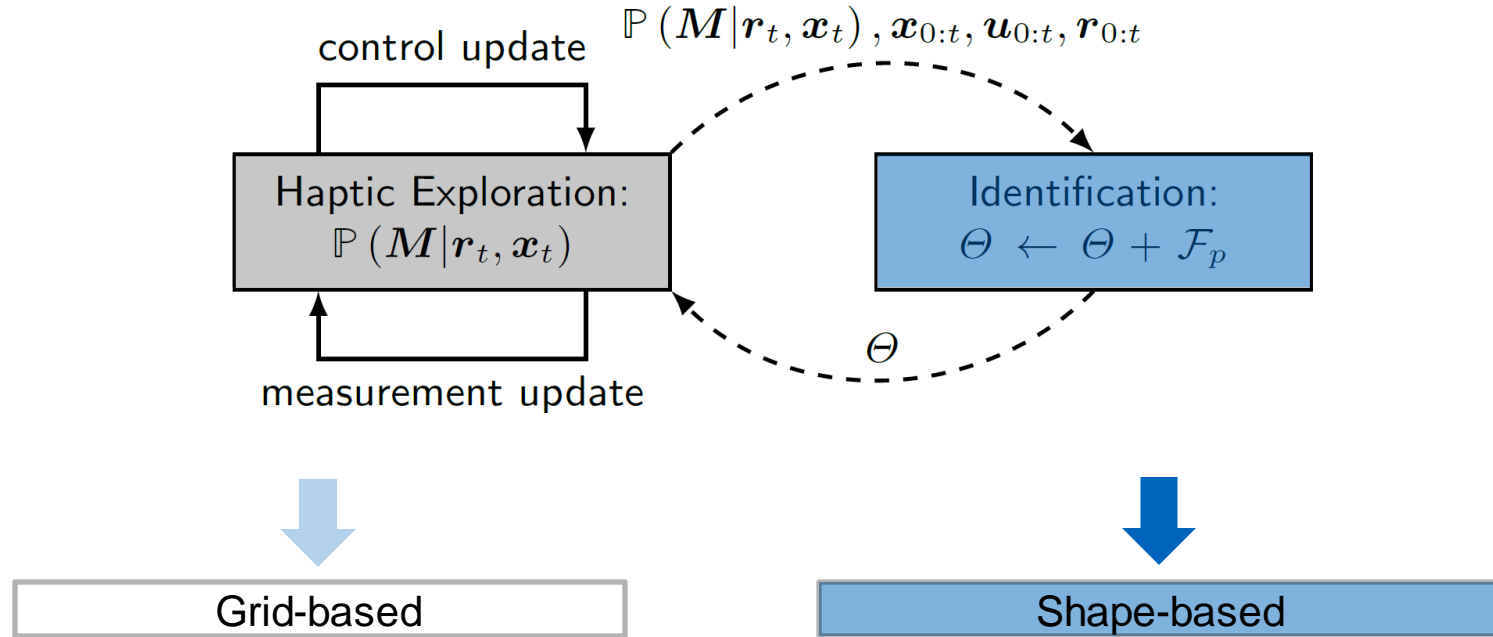 control update
ℙ (M|r_t, x_t) , x_{0:t}, u_{0:t}, r_{0:t}
Haptic Exploration:
ℙ (M|r_t, x_t)
Identification:
Θ ← Θ + ℱ_p
Θ
measurement update
Grid-based
Shape-based